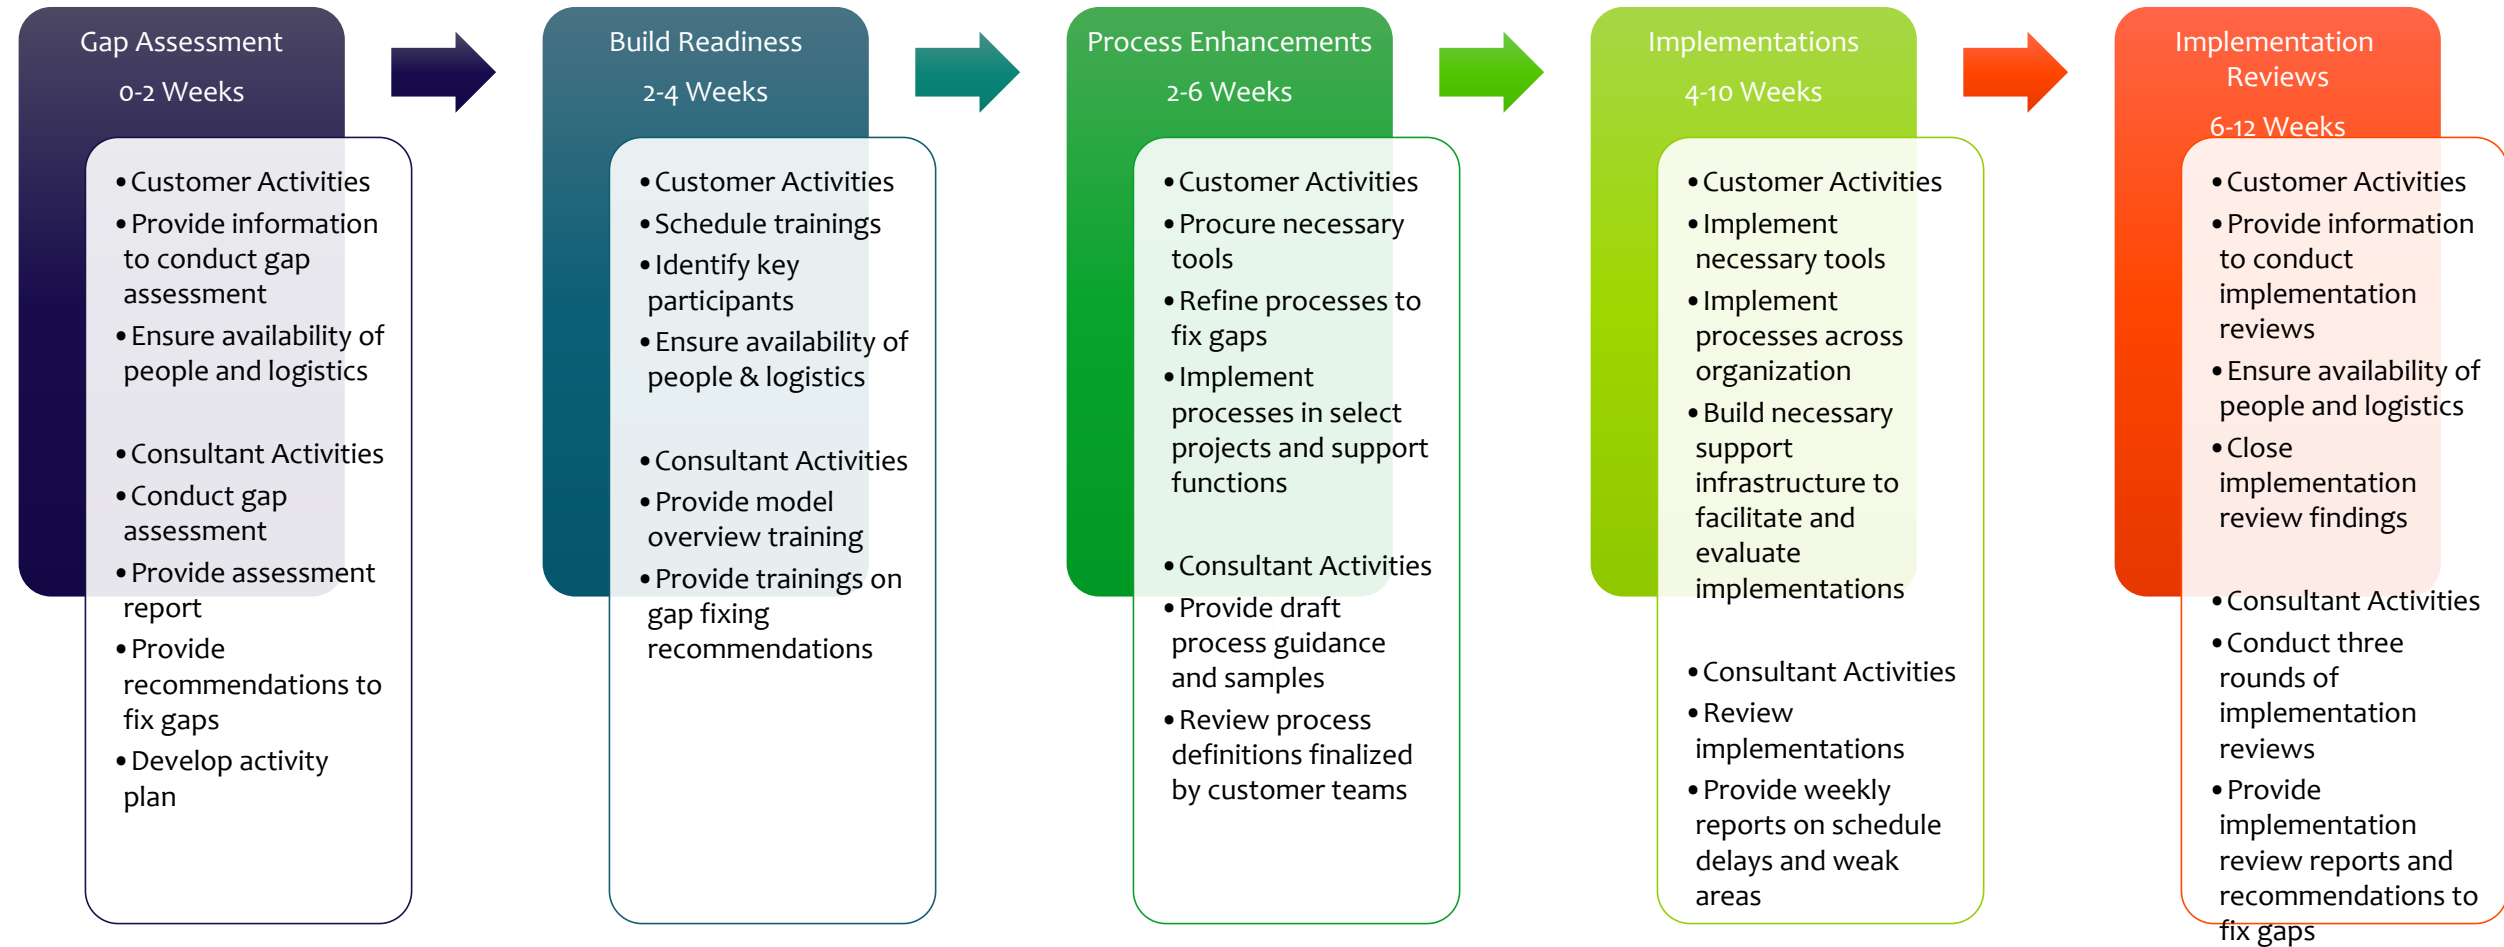 Gap Assessment
0-2 Weeks
•Customer Activities
•Provide information
to conduct gap
assessment
•Ensure availability of
people and logistics
•Consultant Activities
•Conduct gap
assessment
•Provide assessment
report
•Provide
recommendations to
fix gaps
•Develop activity
plan
Build Readiness
2-4 Weeks
•Customer Activities
•Schedule trainings
•Identify key
participants
•Ensure availability of
people & logistics
•Consultant Activities
•Provide model
overview training
•Provide trainings on
gap fixing
recommendations
Process Enhancements
2-6 Weeks
•Customer Activities
•Procure necessary
tools
•Refine processes to
fix gaps
•Implement
processes in select
projects and support
functions
•Consultant Activities
•Provide draft
process guidance
and samples
•Review process
definitions finalized
by customer teams
Implementations
4-10 Weeks
•Customer Activities
•Implement
necessary tools
•Implement
processes across
organization
•Build necessary
support
infrastructure to
facilitate and
evaluate
implementations
•Consultant Activities
•Review
implementations
•Provide weekly
reports on schedule
delays and weak
areas
Implementation
Reviews
6-12 Weeks
•Customer Activities
•Provide information
to conduct
implementation
reviews
•Ensure availability of
people and logistics
•Close
implementation
review findings
•Consultant Activities
•Conduct three
rounds of
implementation
reviews
•Provide
implementation
review reports and
recommendations to
fix gaps